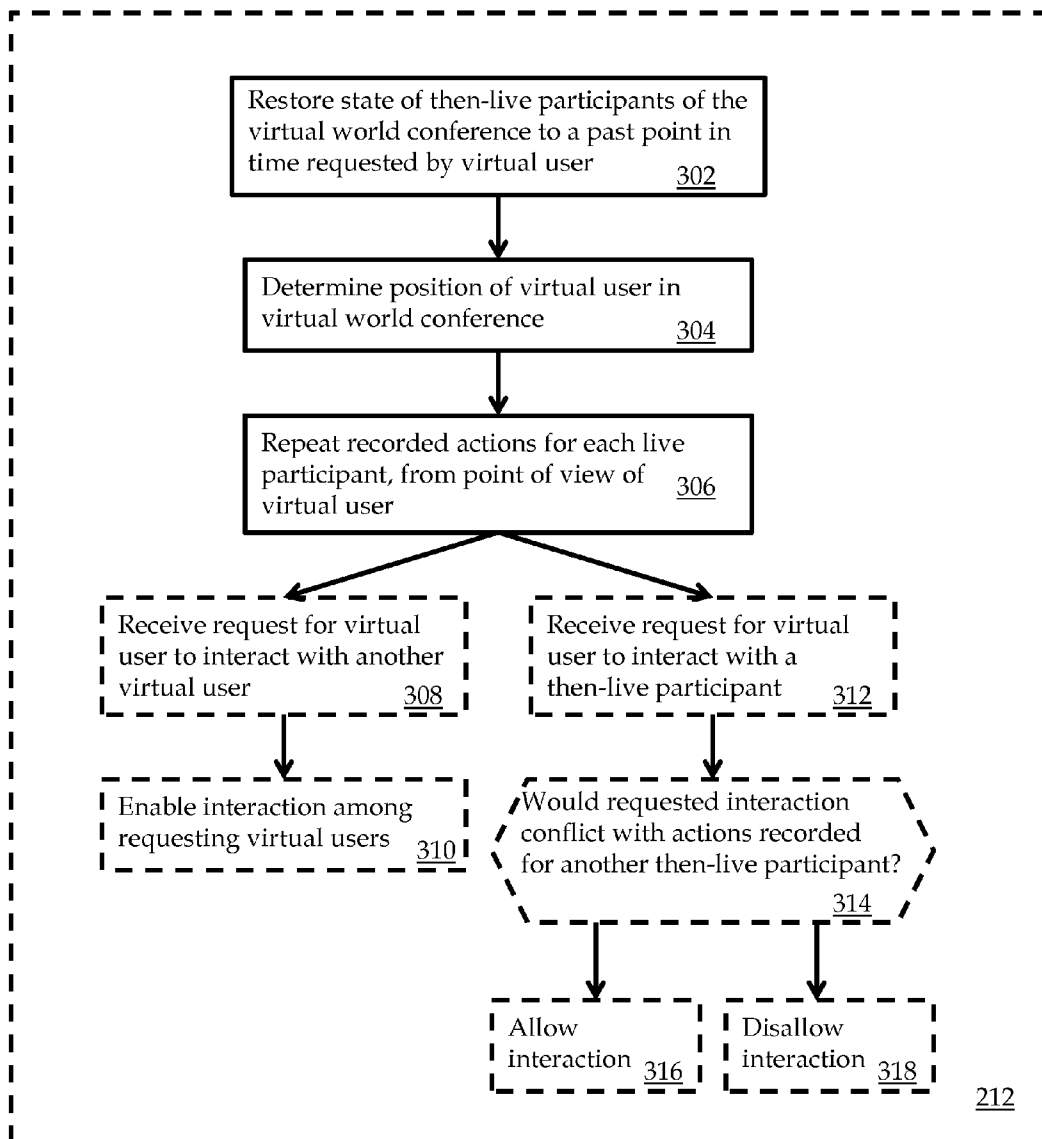 Restore state of then-live participants of the
virtual world conference to a past point in
time requested by virtual user
302
Determine position of virtual user in
virtual world conference
304
Repeat recorded actions for each live
participant, from point of view of
virtual user
306
Receive request for virtual
user to interact with another
virtual user
308
Receive request for virtual
user to interact with a
then-live participant
312
Enable interaction among
requesting virtual users
310
Would requested interaction
conflict with actions recorded
for another then-live participant?
314
Allow
interaction
316
Disallow
interaction
318
212